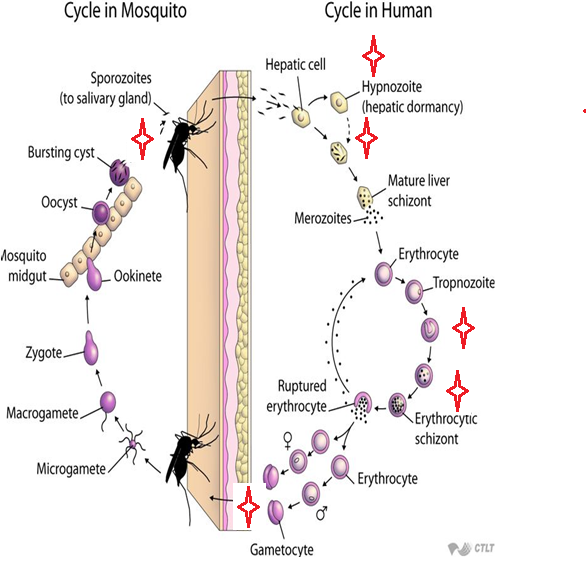 Cycle in Mosquito
Cycle in Human
Sporozoites
(to salivary gland)
Bursting cyst
Oocyst
Mosquito
midgut
Ookinete
Zygote
Macrogamete
Microgamete
Hepatic cell
Hypnozoite
(hepatic dormancy)
Mature liver
schizont
Merozoites
Erythrocyte
Tropnozoite
Ruptured
erythrocyte
Erythrocytic
schizont
♀
Erythrocyte
♂
Gametocyte
CTLT